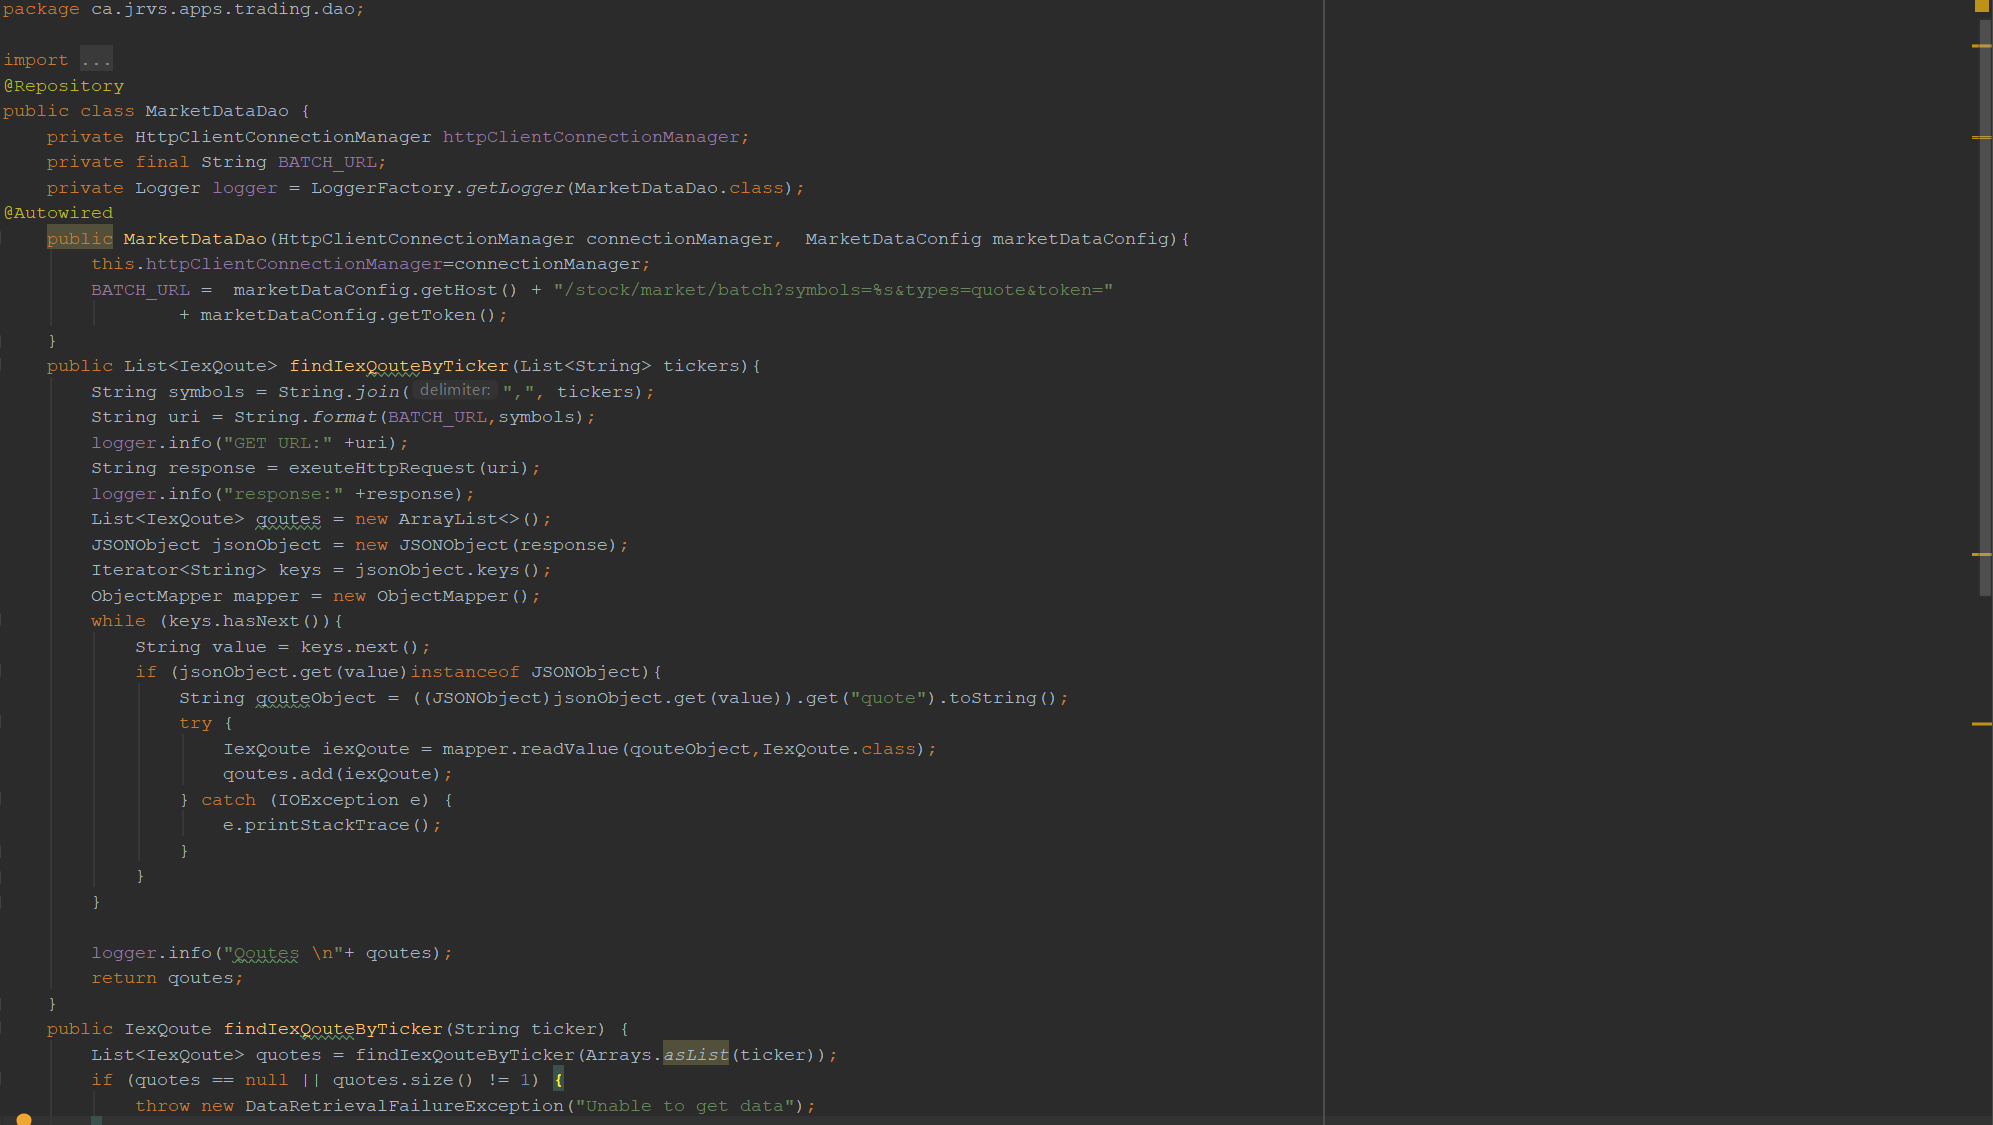 package ca.jrvs.apps.trading.dao;
import ...
@Repository
public class MarketDataDao {
    private HttpClientConnectionManager httpClientConnectionManager;
    private final String BATCH_URL;
    private Logger logger = LoggerFactory.getLogger(MarketDataDao.class);
@Autowired
    public MarketDataDao(HttpClientConnectionManager connectionManager,  MarketDataConfig marketDataConfig){
        this.httpClientConnectionManager=connectionManager;
        BATCH_URL =  marketDataConfig.getHost() + "/stock/market/batch?symbols=%s&types=quote&token="
                + marketDataConfig.getToken();
    }
    public List<IexQoute> findIexQouteByTicker(List<String> tickers){
        String symbols = String.join( delimiter: ",", tickers);
        String uri = String.format(BATCH_URL,symbols);
        logger.info("GET URL:" +uri);
        String response = exeuteHttpRequest(uri);
        logger.info("response:" +response);
        List<IexQoute> qoutes = new ArrayList<>();
        JSONObject jsonObject = new JSONObject(response);
        Iterator<String> keys = jsonObject.keys();
        ObjectMapper mapper = new ObjectMapper();
        while (keys.hasNext()){
            String value = keys.next();
            if (jsonObject.get(value)instanceof JSONObject){
                String qouteObject = ((JSONObject)jsonObject.get(value)).get("quote").toString();
                try {
                    IexQoute iexQoute = mapper.readValue(qouteObject,IexQoute.class);
                    qoutes.add(iexQoute);
                } catch (IOException e) {
                    e.printStackTrace();
                }
            }
        }
        logger.info("Qoutes \n"+ qoutes);
        return qoutes;
    }
    public IexQoute findIexQouteByTicker(String ticker) {
        List<IexQoute> quotes = findIexQouteByTicker(Arrays.asList(ticker));
        if (quotes == null || quotes.size() != 1) {
            throw new DataRetrievalFailureException("Unable to get data");